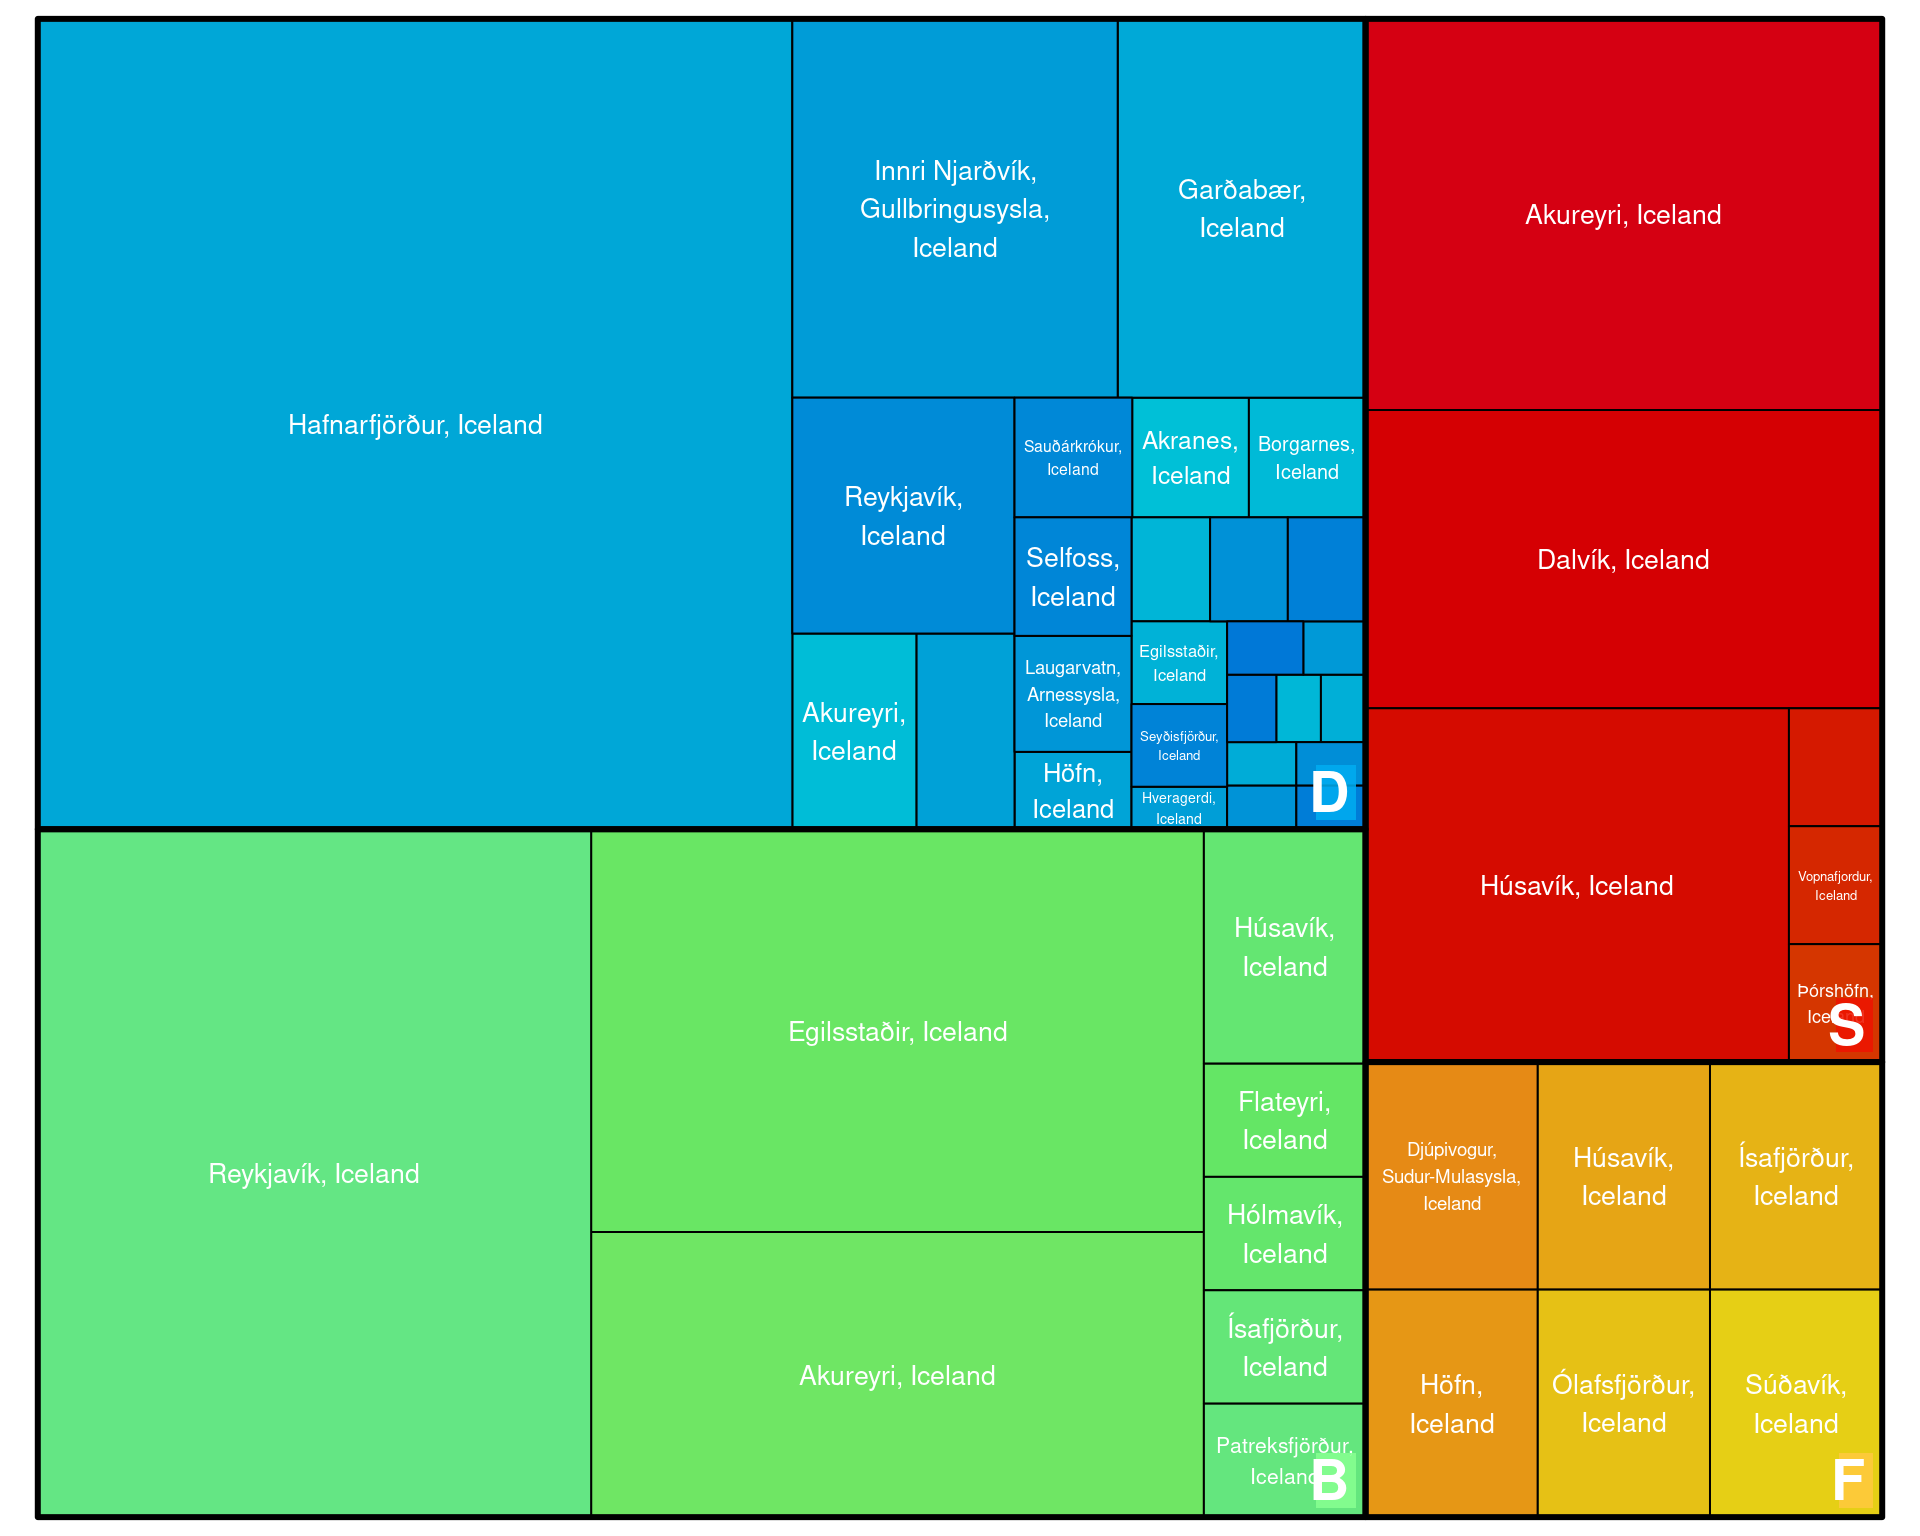 Hafnarfjörður, Iceland
Innri Njarðvík,
Gullbringusysla,
Iceland
Garðabær,
Iceland
Reykjavík,
Iceland
Sauðárkrókur,
Iceland
Akranes,
Iceland
Borgarnes,
Iceland
Selfoss,
Iceland
Akureyri,
Iceland
Laugarvatn,
Arnessysla,
Iceland
Höfn,
Iceland
Egilsstaðir,
Iceland
Seyðisfjörður,
Iceland
Hveragerdi,
Iceland
D
Akureyri, Iceland
Dalvík, Iceland
Húsavík, Iceland
Vopnafjordur,
Iceland
Þórshöfn,
Iceland
S
Reykjavík, Iceland
Egilsstaðir, Iceland
Akureyri, Iceland
Húsavík,
Iceland
Flateyri,
Iceland
Hólmavík,
Iceland
Ísafjörður,
Iceland
Patreksfjörður,
Iceland
B
Djúpivogur,
Sudur-Mulasysla,
Iceland
Húsavík,
Iceland
Ísafjörður,
Iceland
Höfn,
Iceland
Ólafsfjörður,
Iceland
Súðavík,
Iceland
F